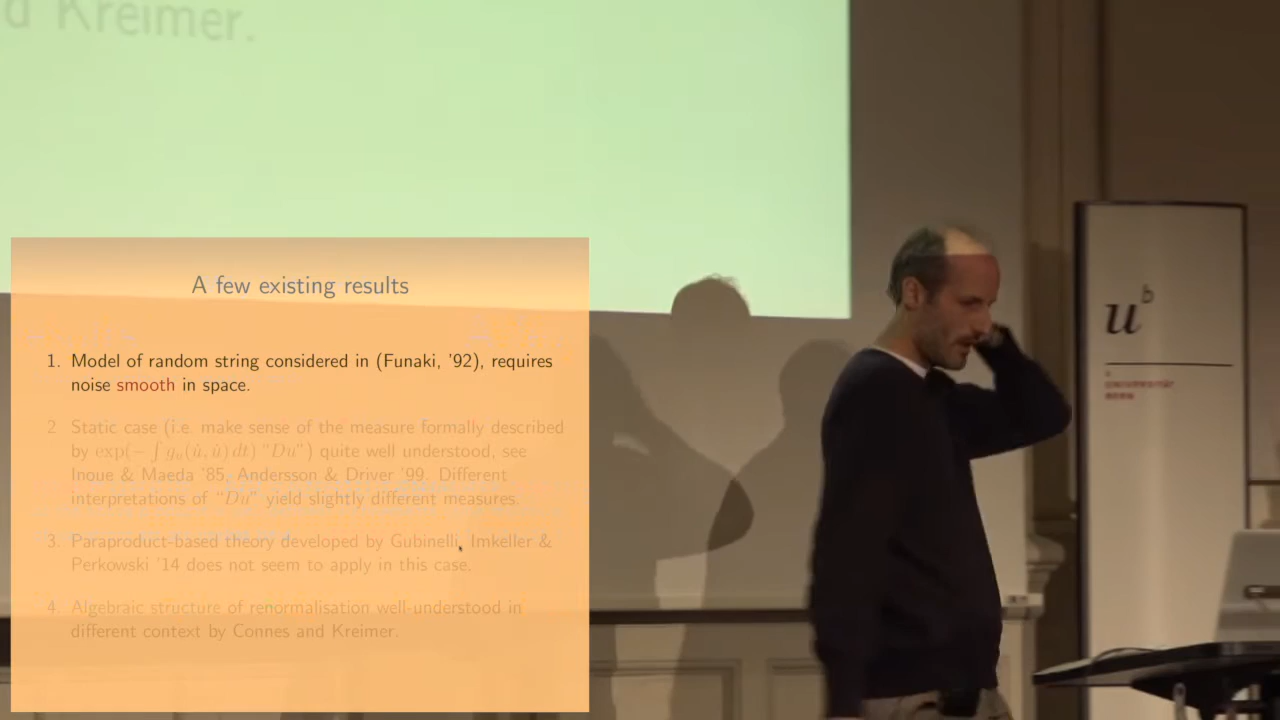 d Kreimer.
A few existing results
1. Model of random string considered in (Funaki, '92), requires
noise smooth in space.
2. Static case (i.e. make sense of the measure formally described
by exp(− ∫ g_u(u̇, u̇) dt) “Du”) quite well understood, see
Inoue & Maeda '85, Andersson & Driver '99. Different
interpretations of “Du” yield slightly different measures.
3. Paraproduct-based theory developed by Gubinelli, Imkeller &
Perkowski '14 does not seem to apply in this case.
4. Algebraic structure of renormalisation well-understood in
different context by Connes and Kreimer.
u^b